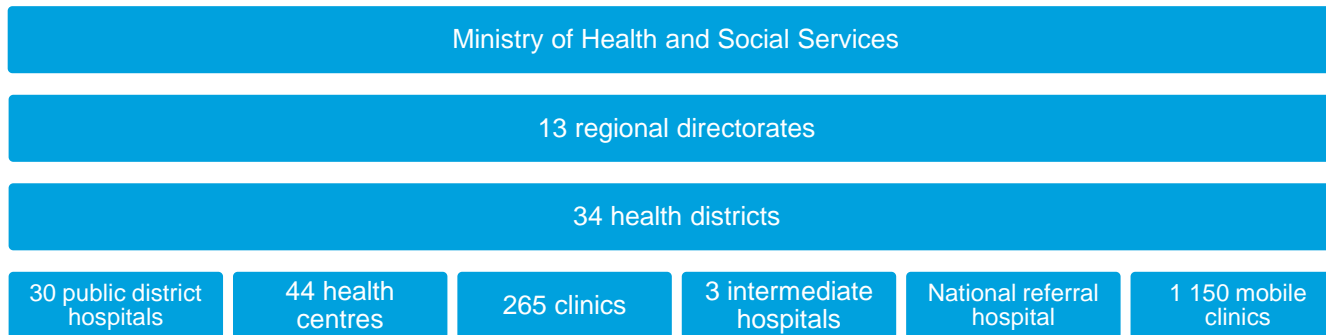 Ministry of Health and Social Services
13 regional directorates
34 health districts
30 public district
hospitals
44 health
centres
265 clinics
3 intermediate
hospitals
National referral
hospital
1 150 mobile
clinics